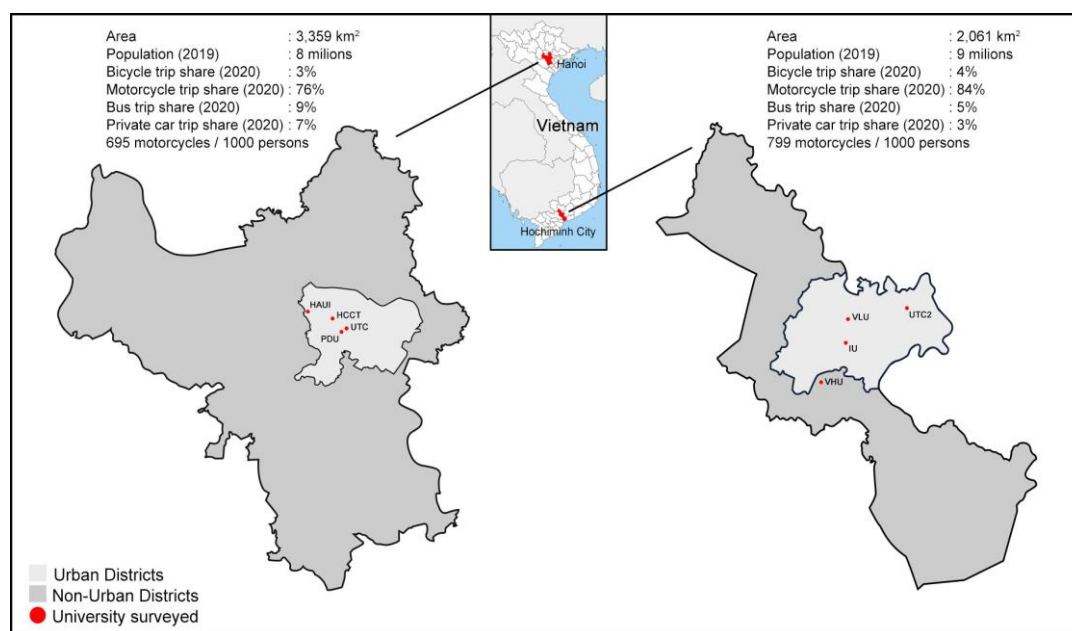 Area : 3,359 km²
Population (2019) : 8 milions
Bicycle trip share (2020) : 3%
Motorcycle trip share (2020) : 76%
Bus trip share (2020) : 9%
Private car trip share (2020) : 7%
695 motorcycles / 1000 persons
Hanoi
Vietnam
Hochiminh City
Area : 2,061 km²
Population (2019) : 9 milions
Bicycle trip share (2020) : 4%
Motorcycle trip share (2020) : 84%
Bus trip share (2020) : 5%
Private car trip share (2020) : 3%
799 motorcycles / 1000 persons
HAUI
HCCT
UTC
PDU
VLU
UTC2
IU
VHU
Urban Districts
Non-Urban Districts
University surveyed